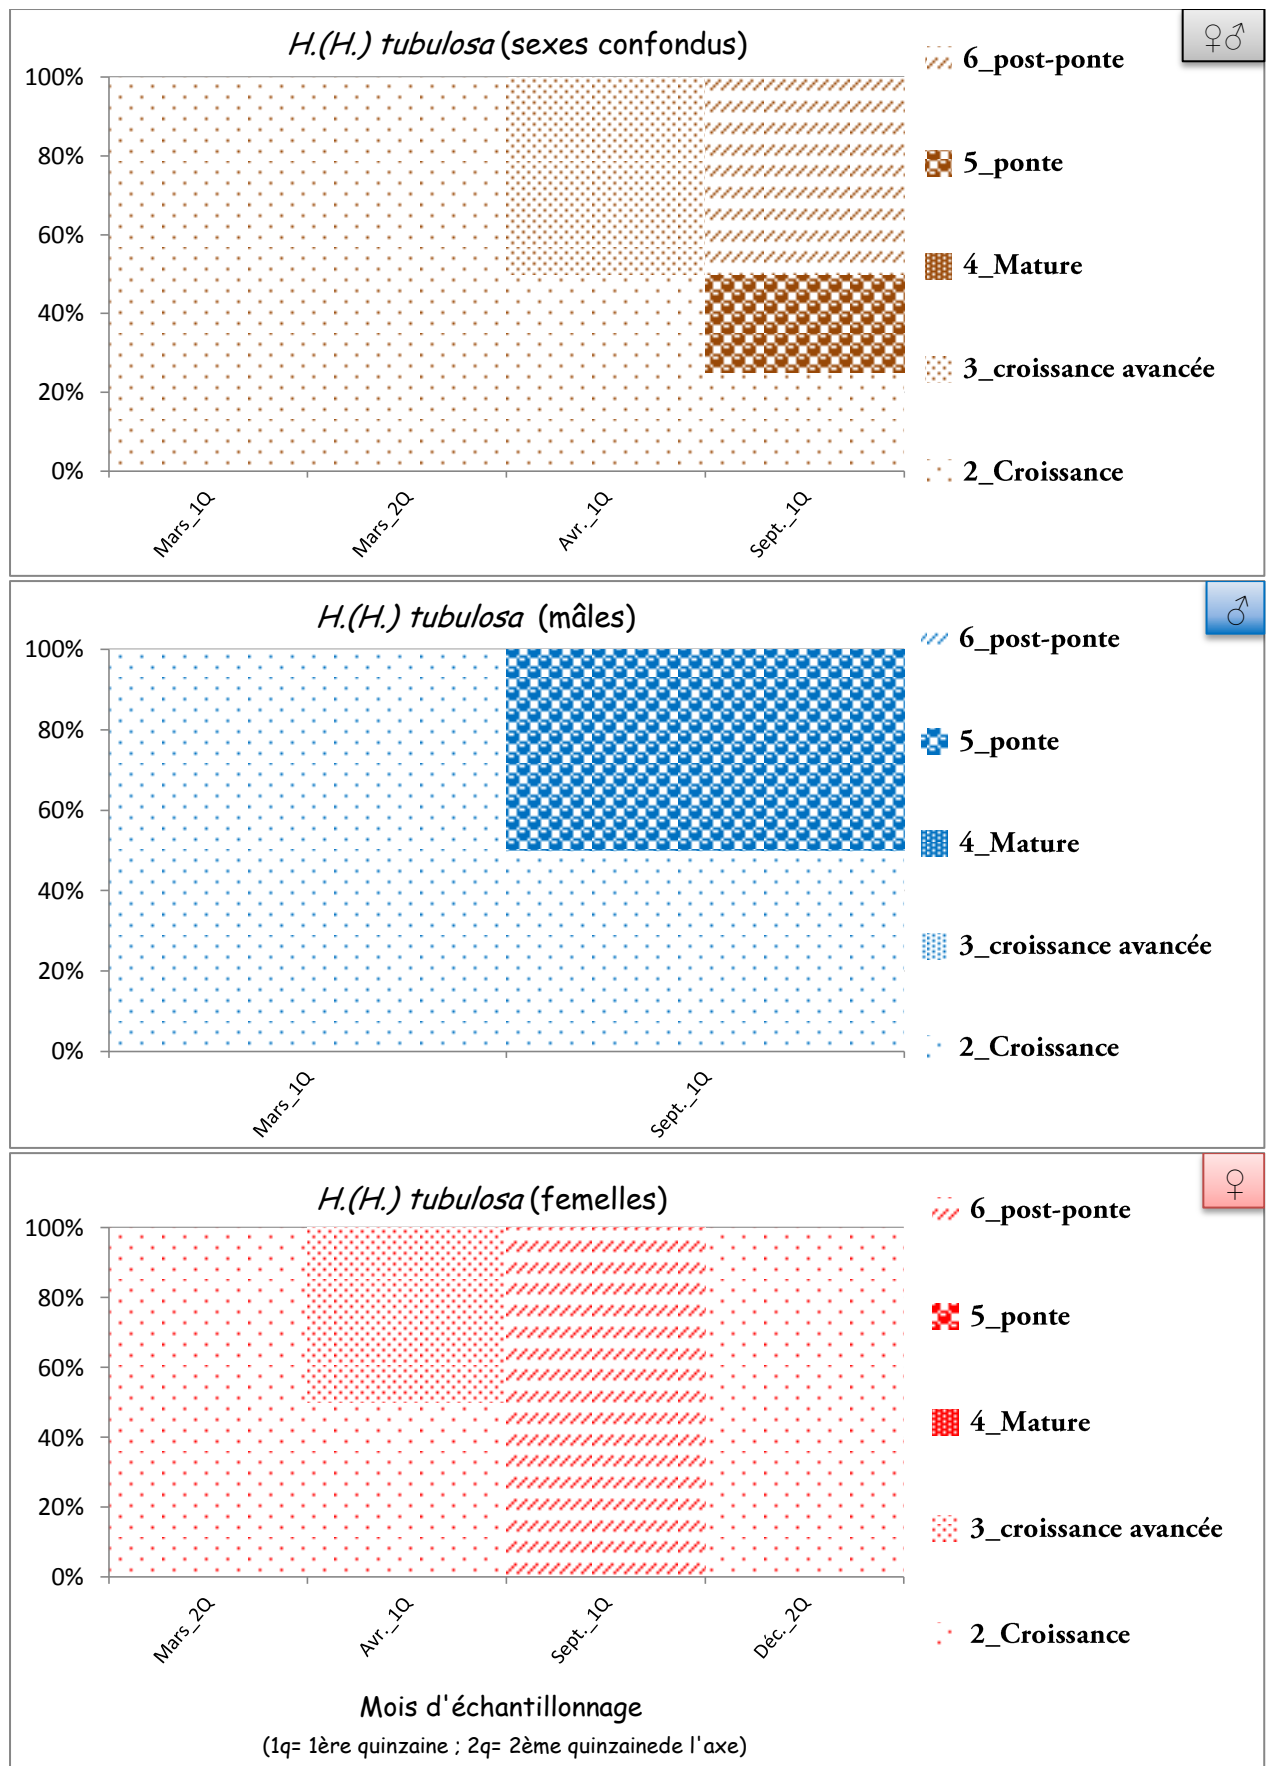 H.(H.) tubulosa (sexes confondus)
♀♂
100%
80%
60%
40%
20%
0%
Mars_1Q
Mars_2Q
Avr._1Q
Sept._1Q
6_post-ponte
5_ponte
4_Mature
3_croissance avancée
2_Croissance
H.(H.) tubulosa (mâles)
♂
100%
80%
60%
40%
20%
0%
Mars_1Q
Sept._1Q
6_post-ponte
5_ponte
4_Mature
3_croissance avancée
2_Croissance
H.(H.) tubulosa (femelles)
♀
100%
80%
60%
40%
20%
0%
Mars_2Q
Avr._1Q
Sept._1Q
Déc._2Q
6_post-ponte
5_ponte
4_Mature
3_croissance avancée
2_Croissance
Mois d'échantillonnage
(1q= 1ère quinzaine ; 2q= 2ème quinzainede l'axe)